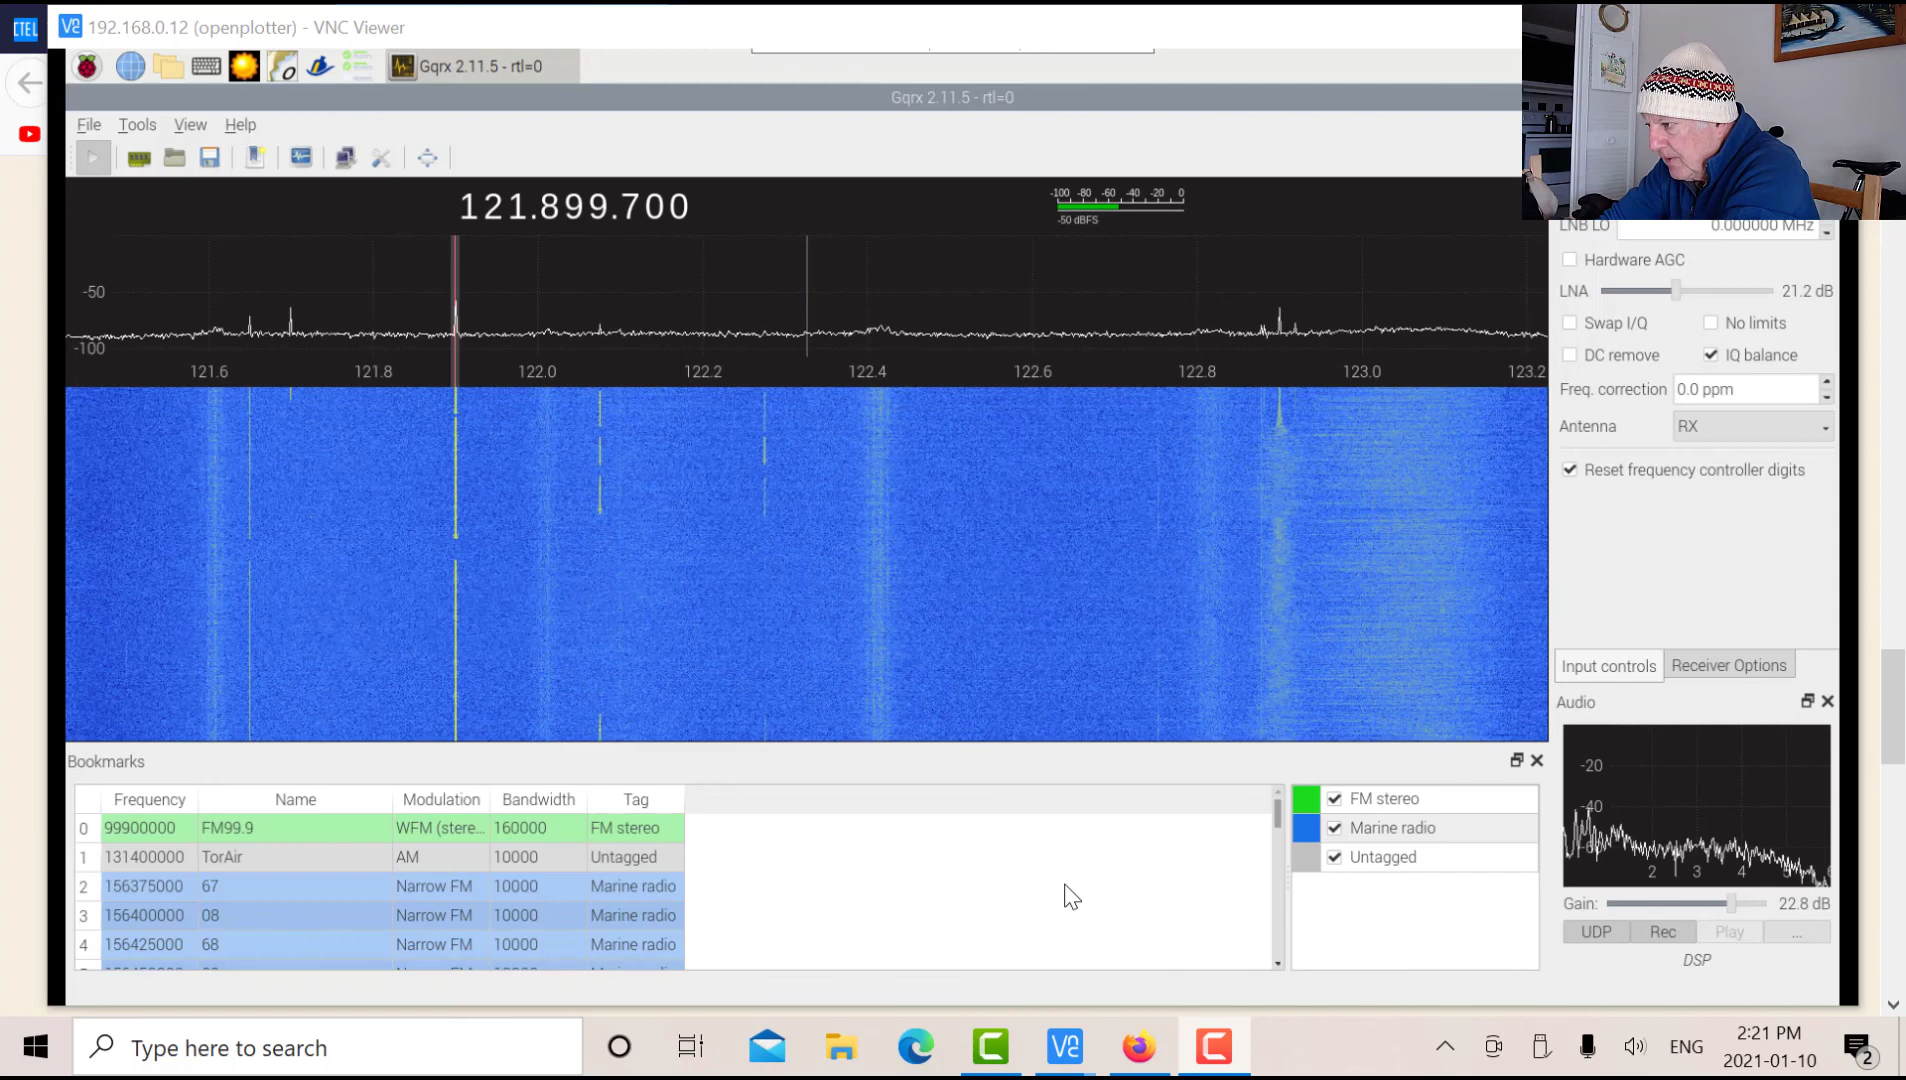 CTEL
192.168.0.12 (openplotter) - VNC Viewer
Gqrx 2.11.5 - rtl=0
Gqrx 2.11.5 - rtl=0
File Tools View Help
121.899.700
-100 -80 -60 -40 -20 0
-50 dBFS
-50
-100
121.6 121.8 122.0 122.2 122.4 122.6 122.8 123.0 123.2
LNB LO 0.000000 MHz
Hardware AGC
LNA 21.2 dB
Swap I/Q No limits
DC remove IQ balance
Freq. correction 0.0 ppm
Antenna RX
Reset frequency controller digits
Input controls Receiver Options
Audio
-20
-40
2 3 4
Gain: 22.8 dB
UDP Rec Play ...
DSP
Bookmarks
Frequency Name Modulation Bandwidth Tag
0 99900000 FM99.9 WFM (stere... 160000 FM stereo
1 131400000 TorAir AM 10000 Untagged
2 156375000 67 Narrow FM 10000 Marine radio
3 156400000 08 Narrow FM 10000 Marine radio
4 156425000 68 Narrow FM 10000 Marine radio
FM stereo
Marine radio
Untagged
Type here to search
ENG
2:21 PM
2021-01-10
2